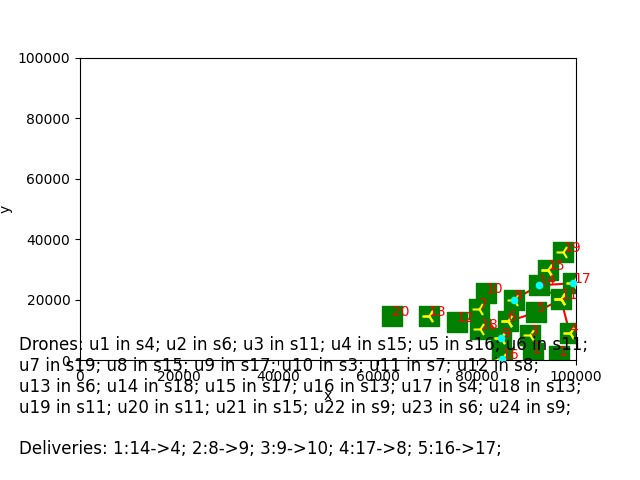 100000
80000
60000
40000
20000
0
y
0 20000 40000 60000 80000 100000
x
19
17
10
20
Drones: u1 in s4; u2 in s6; u3 in s11; u4 in s15; u5 in s16; u6 in s11;
u7 in s19; u8 in s15; u9 in s17; u10 in s3; u11 in s7; u12 in s8;
u13 in s6; u14 in s18; u15 in s17; u16 in s13; u17 in s4; u18 in s13;
u19 in s11; u20 in s11; u21 in s15; u22 in s9; u23 in s6; u24 in s9;
Deliveries: 1:14->4; 2:8->9; 3:9->10; 4:17->8; 5:16->17;